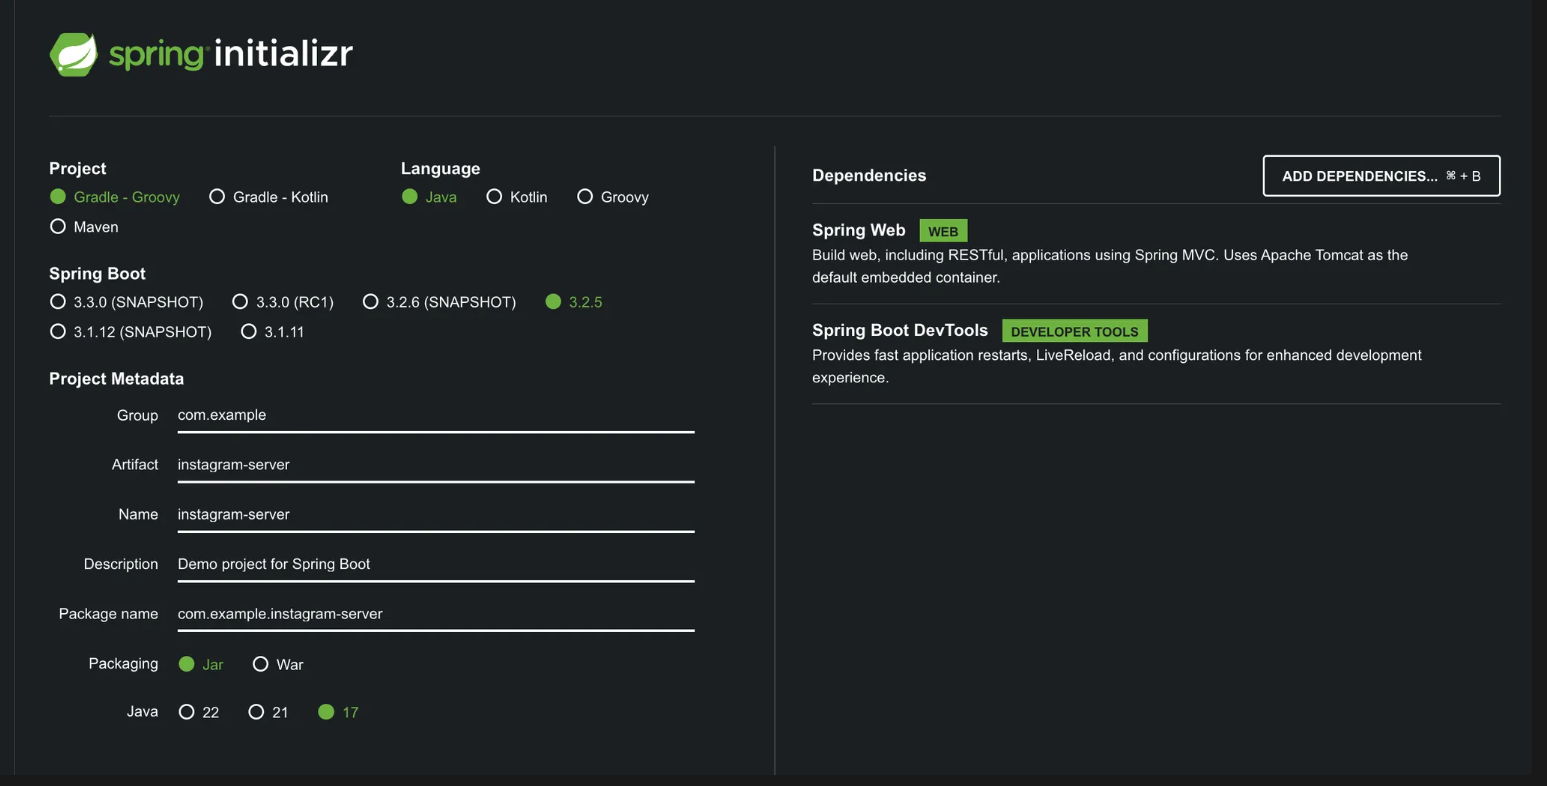 spring initializr
Project
Gradle - Groovy Gradle - Kotlin
Maven
Language
Java Kotlin Groovy
Spring Boot
3.3.0 (SNAPSHOT) 3.3.0 (RC1) 3.2.6 (SNAPSHOT) 3.2.5
3.1.12 (SNAPSHOT) 3.1.11
Project Metadata
Group com.example
Artifact instagram-server
Name instagram-server
Description Demo project for Spring Boot
Package name com.example.instagram-server
Packaging Jar War
Java 22 21 17
Dependencies ADD DEPENDENCIES... ⌘ + B
Spring Web WEB
Build web, including RESTful, applications using Spring MVC. Uses Apache Tomcat as the
default embedded container.
Spring Boot DevTools DEVELOPER TOOLS
Provides fast application restarts, LiveReload, and configurations for enhanced development
experience.